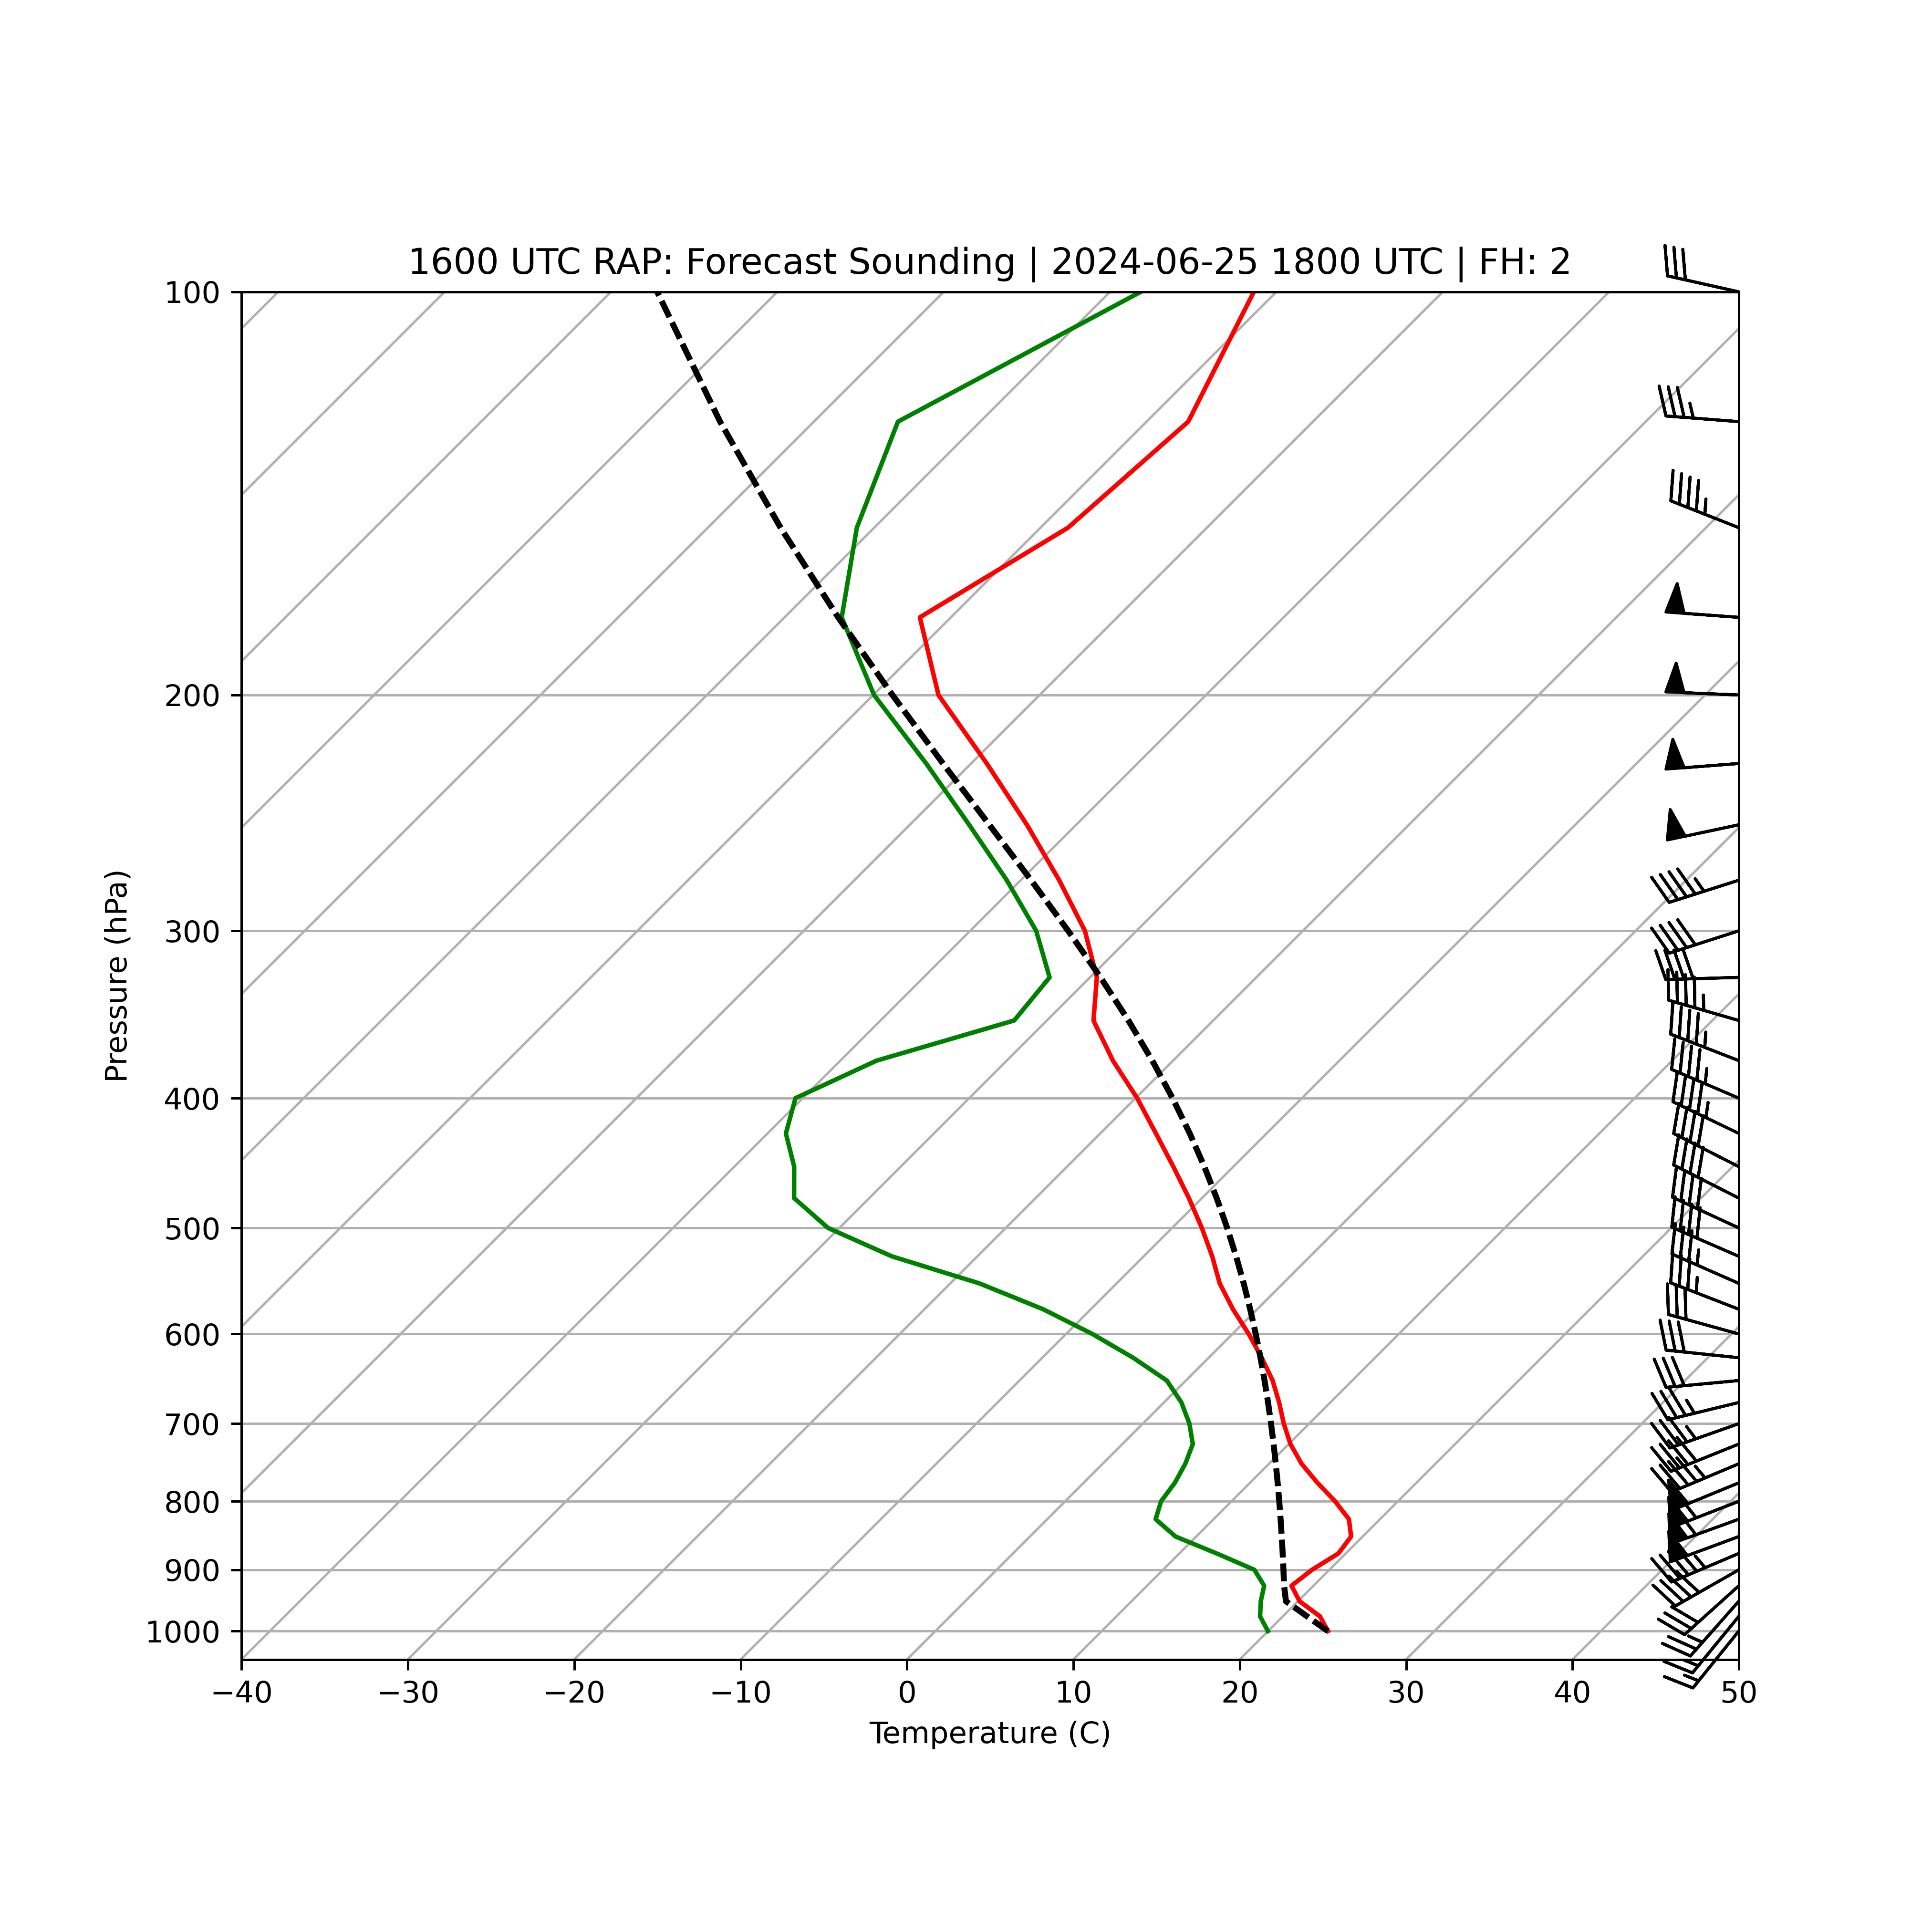 1600 UTC RAP: Forecast Sounding | 2024-06-25 1800 UTC | FH: 2
100
200
300
400
500
600
700
800
900
1000
Pressure (hPa)
−40 −30 −20 −10 0 10 20 30 40 50
Temperature (C)